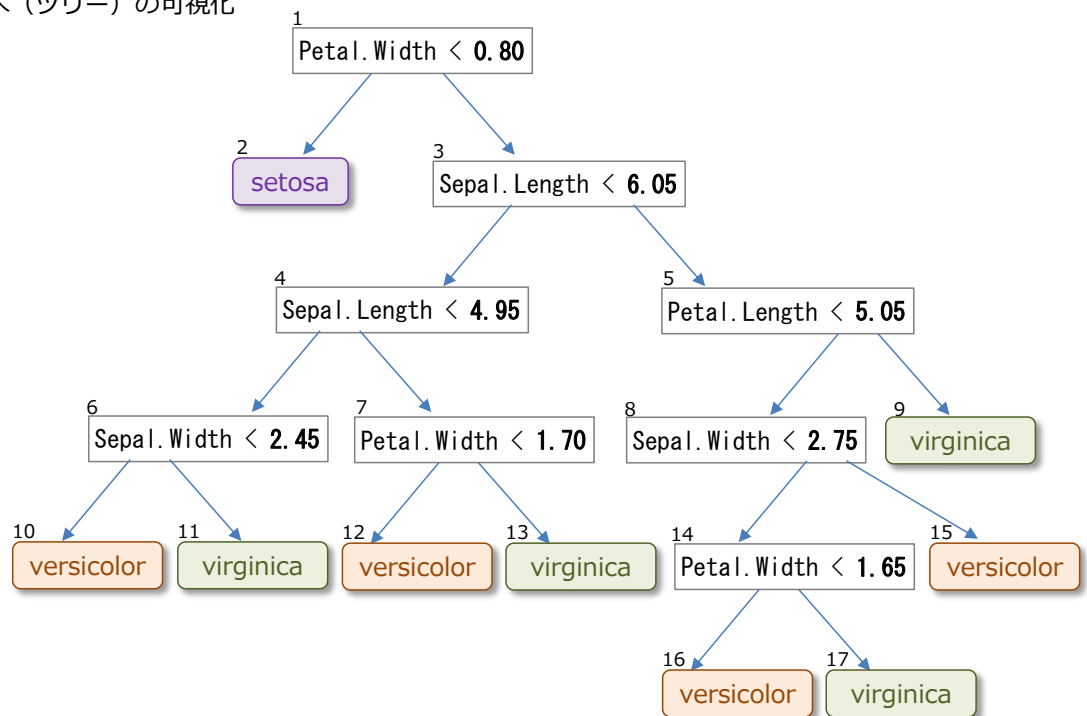 (ツリー)の可視化
1
Petal.Width < 0.80
2
setosa
3
Sepal.Length < 6.05
4
Sepal.Length < 4.95
5
Petal.Length < 5.05
6
Sepal.Width < 2.45
7
Petal.Width < 1.70
8
Sepal.Width < 2.75
9
virginica
10
versicolor
11
virginica
12
versicolor
13
virginica
14
Petal.Width < 1.65
15
versicolor
16
versicolor
17
virginica